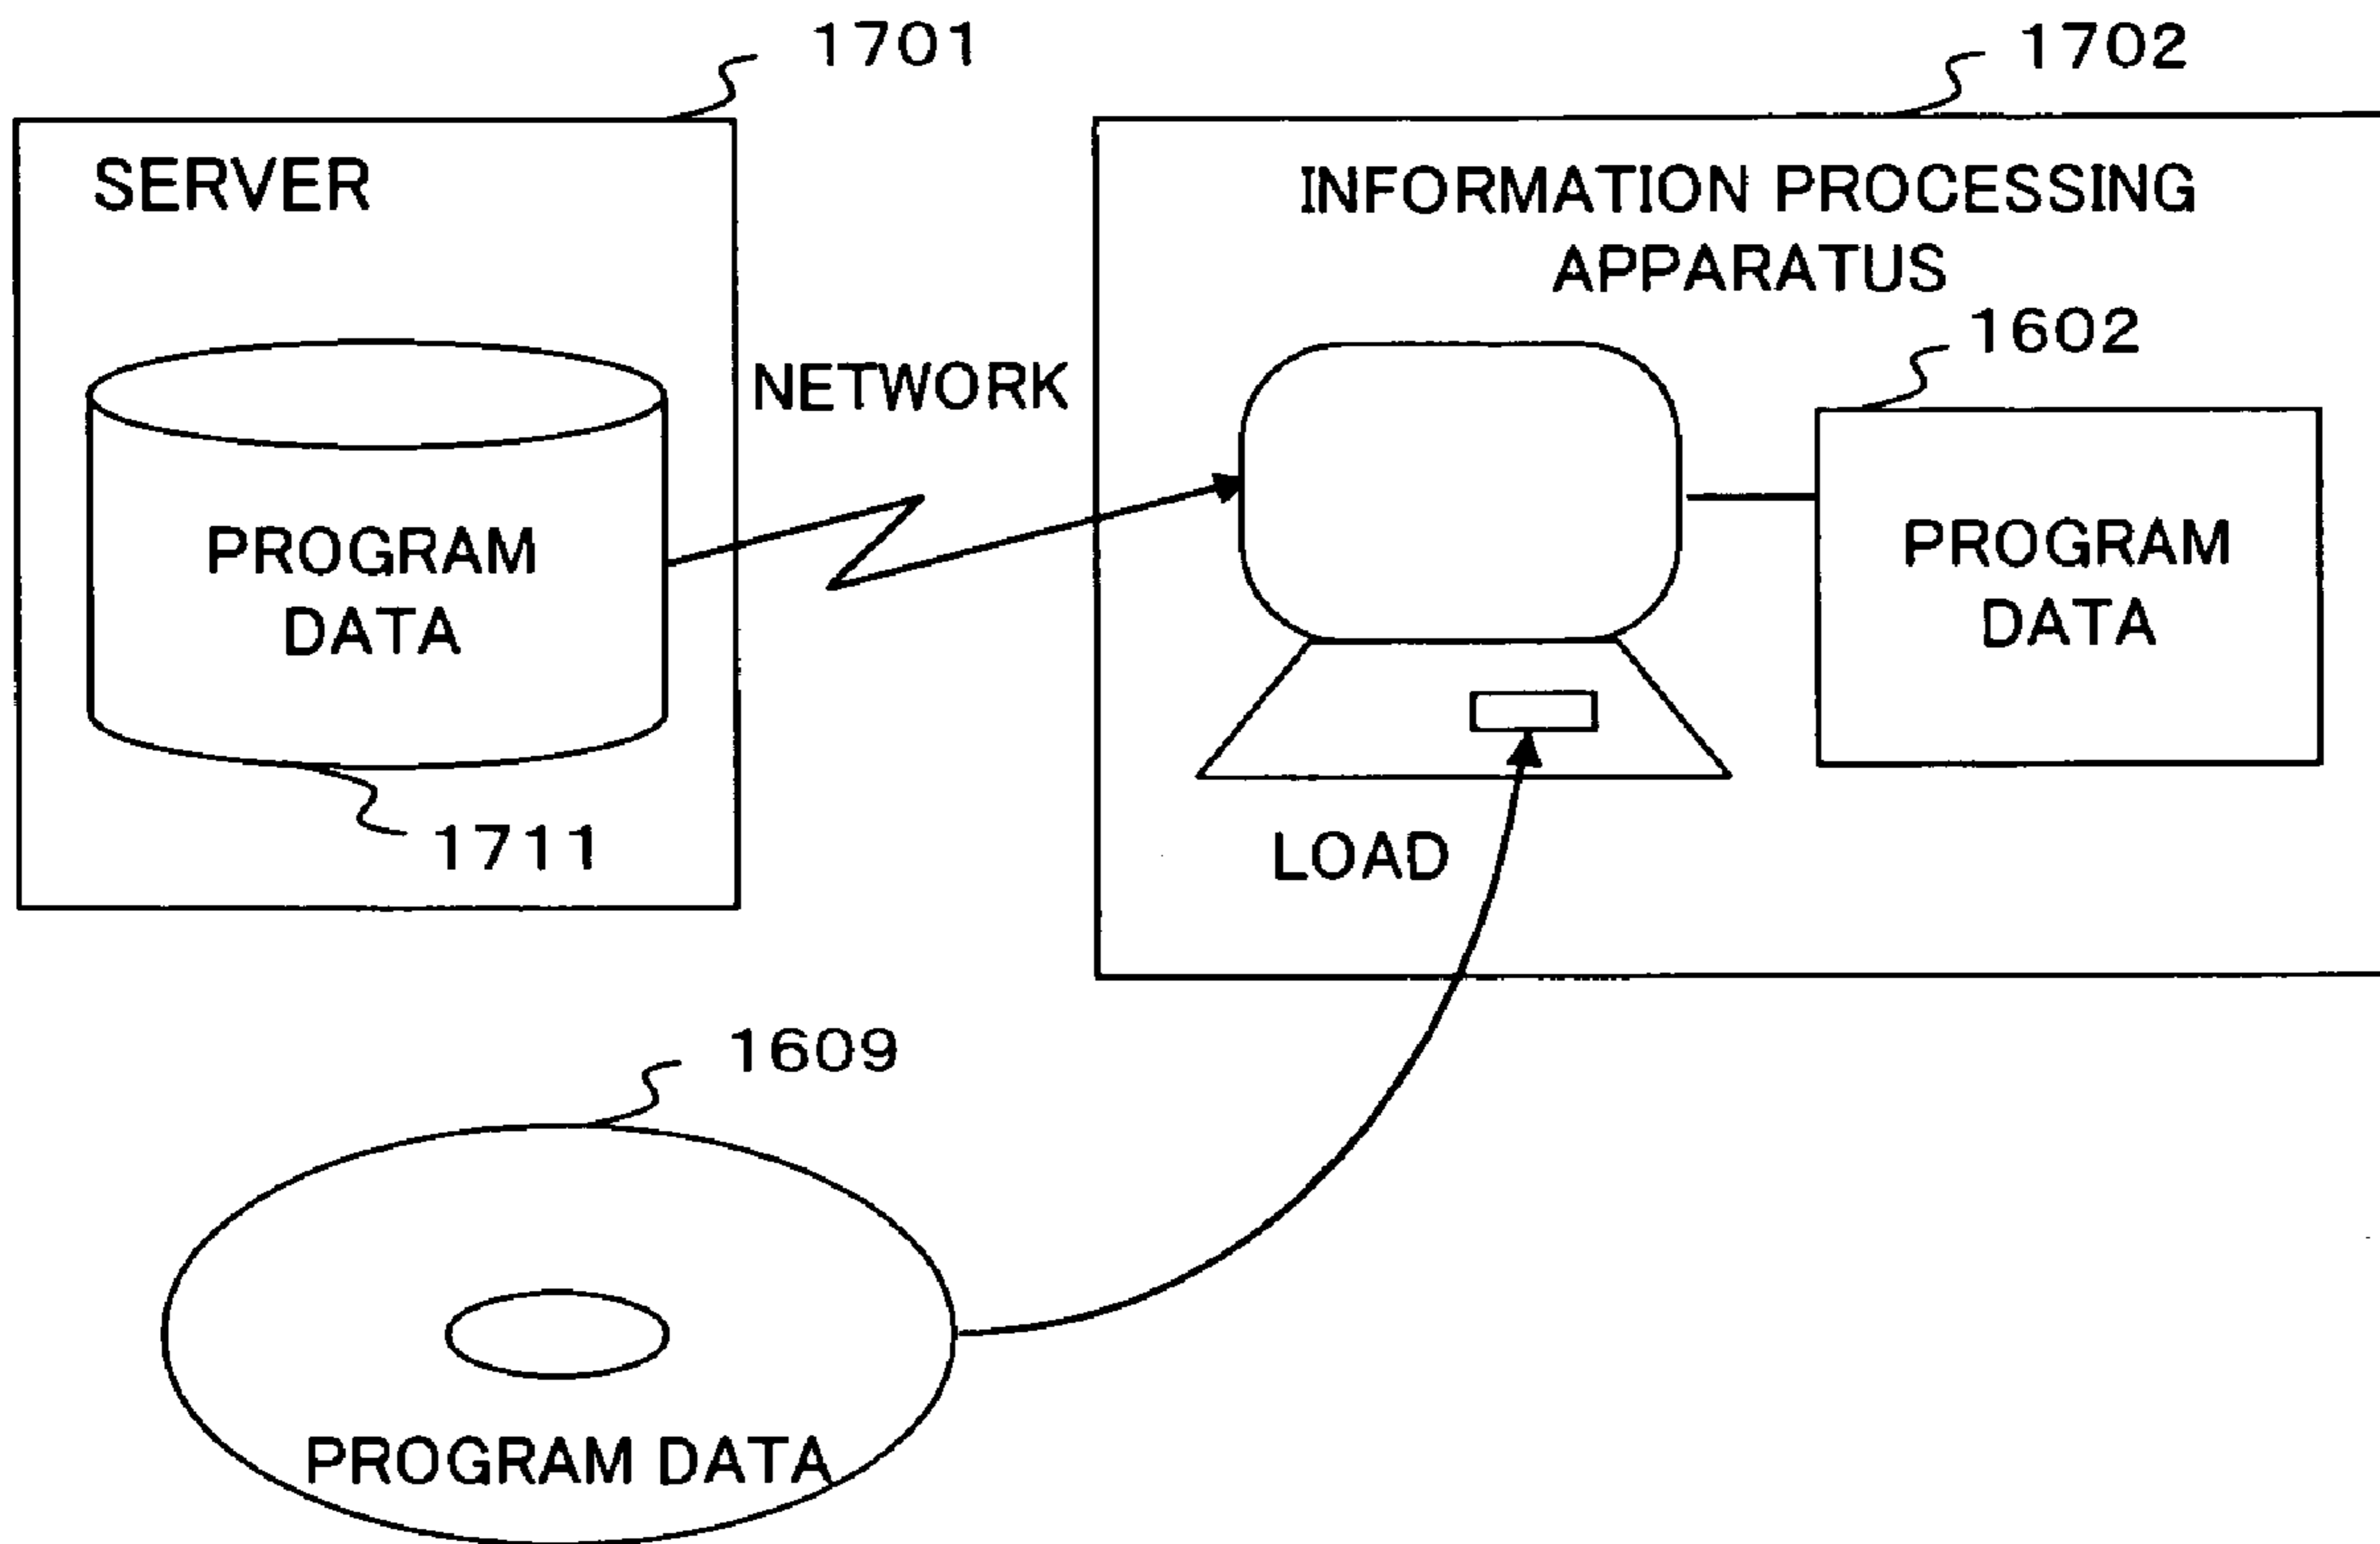 1701
1702
SERVER
INFORMATION PROCESSING
APPARATUS
1602
NETWORK
PROGRAM
DATA
PROGRAM
DATA
1711
LOAD
1609
PROGRAM DATA